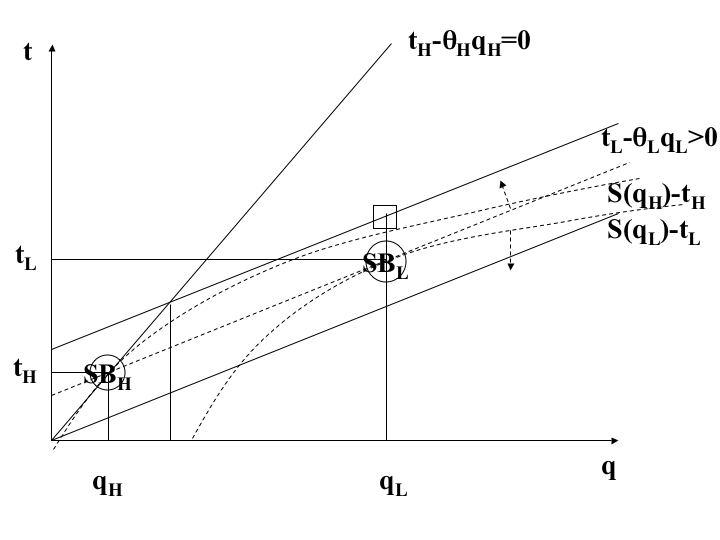 t
t_H-θ_Hq_H=0
t_L-θ_Lq_L>0
S(q_H)-t_H
S(q_L)-t_L
t_L
SB_L
t_H
SB_H
q
q_H
q_L